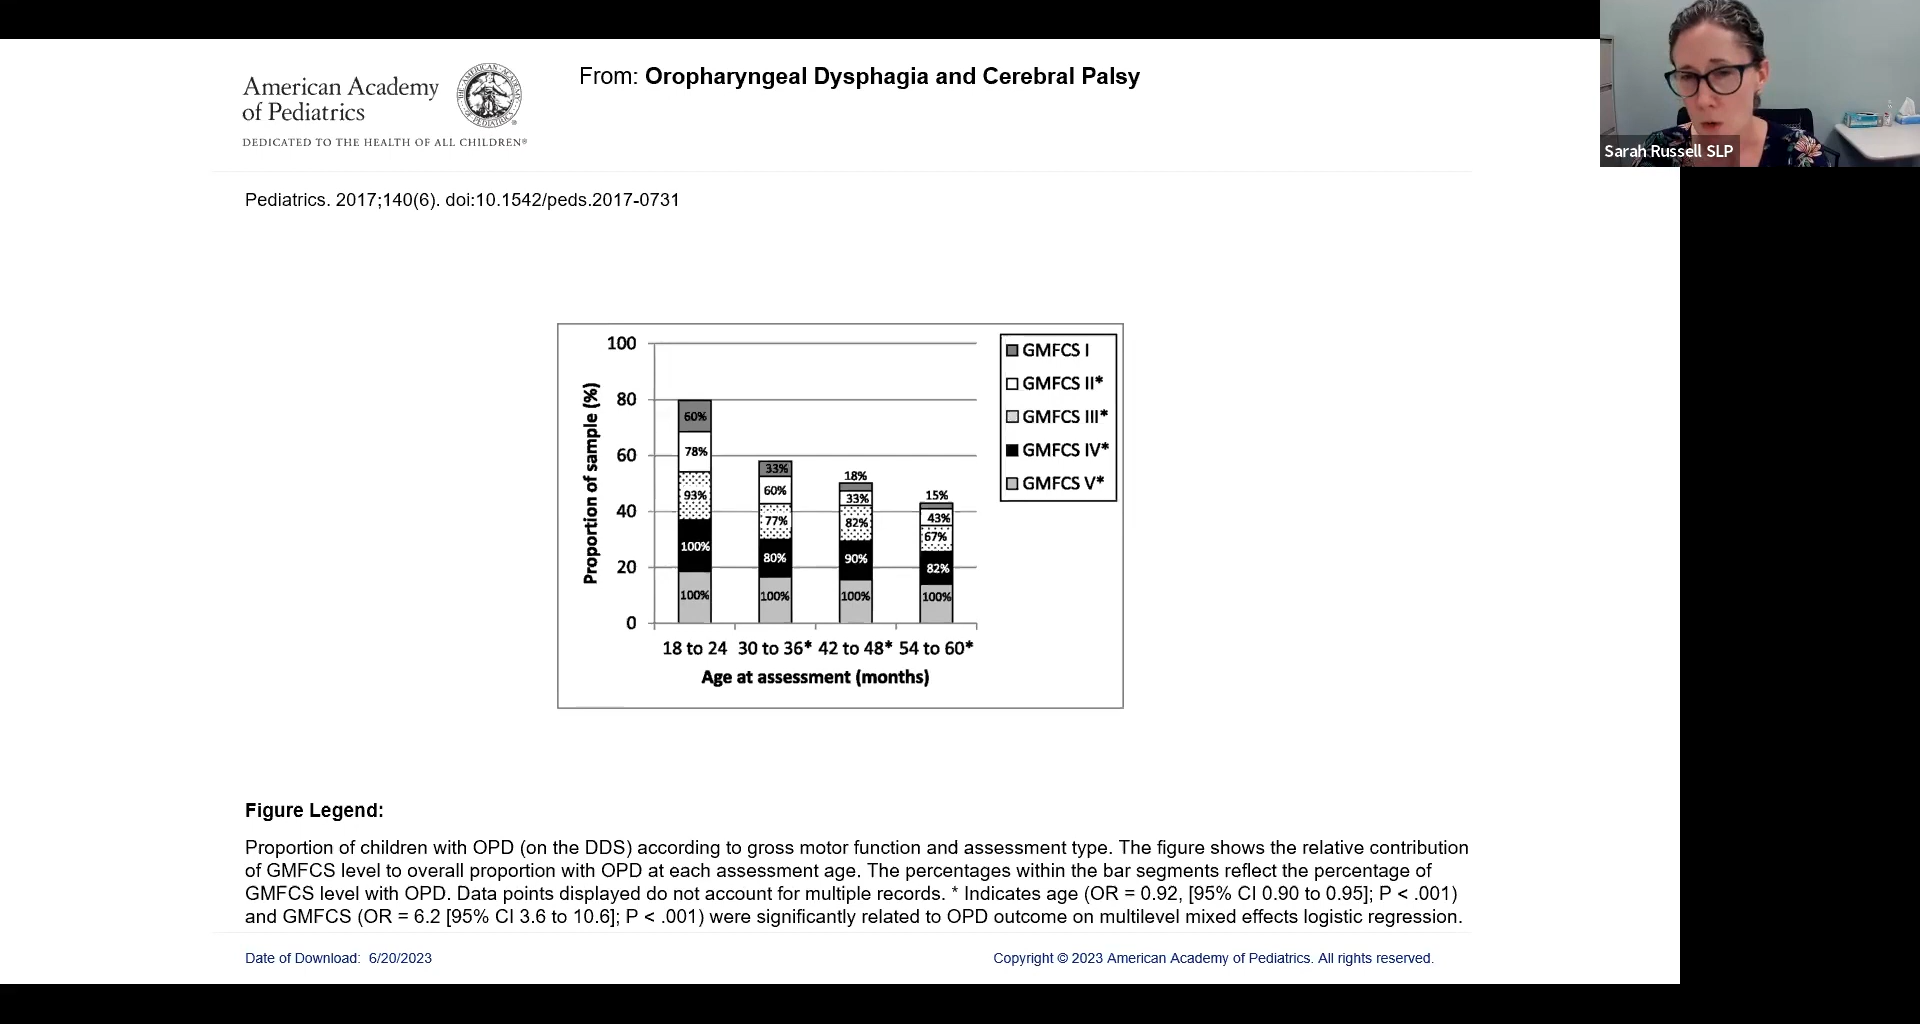 American Academy
of Pediatrics
DEDICATED TO THE HEALTH OF ALL CHILDREN®
From: Oropharyngeal Dysphagia and Cerebral Palsy
Sarah Russell SLP
Pediatrics. 2017;140(6). doi:10.1542/peds.2017-0731
Proportion of sample (%)
100
80
60
40
20
0
60%
78%
93%
100%
100%
33%
60%
77%
80%
100%
18%
33%
82%
90%
100%
15%
43%
67%
82%
100%
18 to 24 30 to 36* 42 to 48* 54 to 60*
Age at assessment (months)
GMFCS I
GMFCS II*
GMFCS III*
GMFCS IV*
GMFCS V*
Figure Legend:
Proportion of children with OPD (on the DDS) according to gross motor function and assessment type. The figure shows the relative contribution
of GMFCS level to overall proportion with OPD at each assessment age. The percentages within the bar segments reflect the percentage of
GMFCS level with OPD. Data points displayed do not account for multiple records. * Indicates age (OR = 0.92, [95% CI 0.90 to 0.95]; P < .001)
and GMFCS (OR = 6.2 [95% CI 3.6 to 10.6]; P < .001) were significantly related to OPD outcome on multilevel mixed effects logistic regression.
Date of Download: 6/20/2023
Copyright © 2023 American Academy of Pediatrics. All rights reserved.